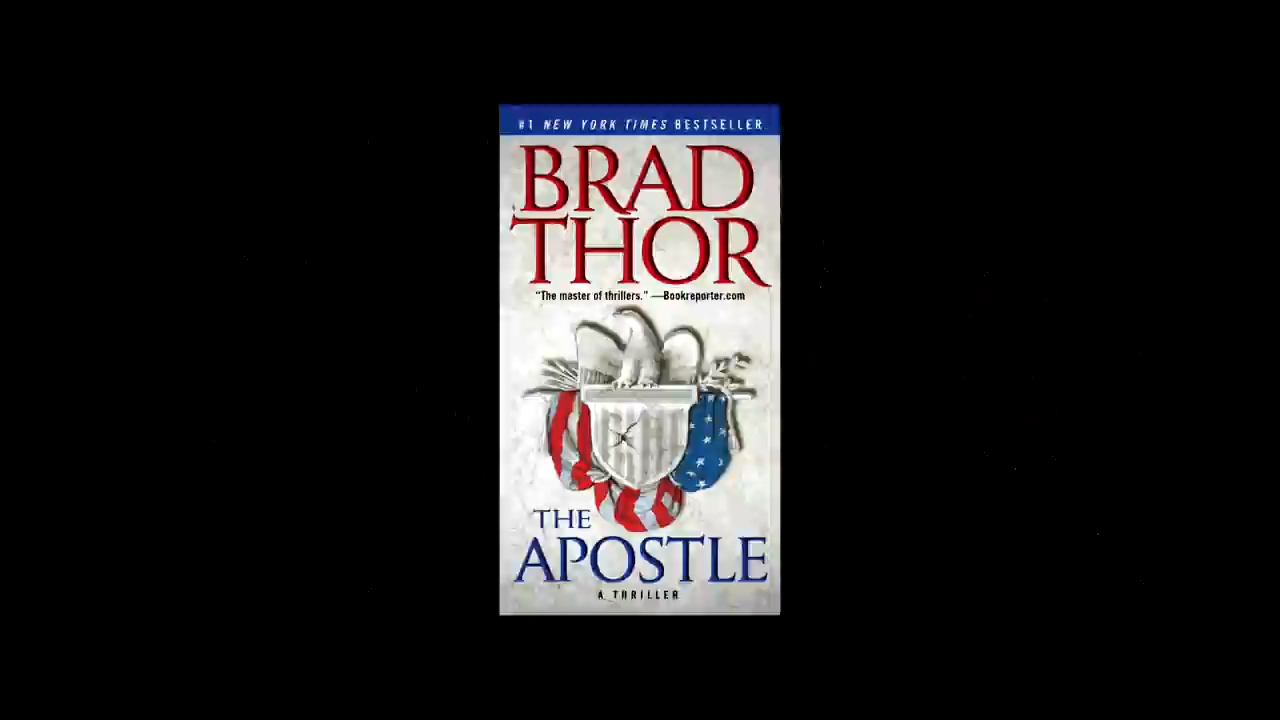 #1 NEW YORK TIMES BESTSELLER
BRAD
THOR
"The master of thrillers." —Bookreporter.com
THE
APOSTLE
A THRILLER